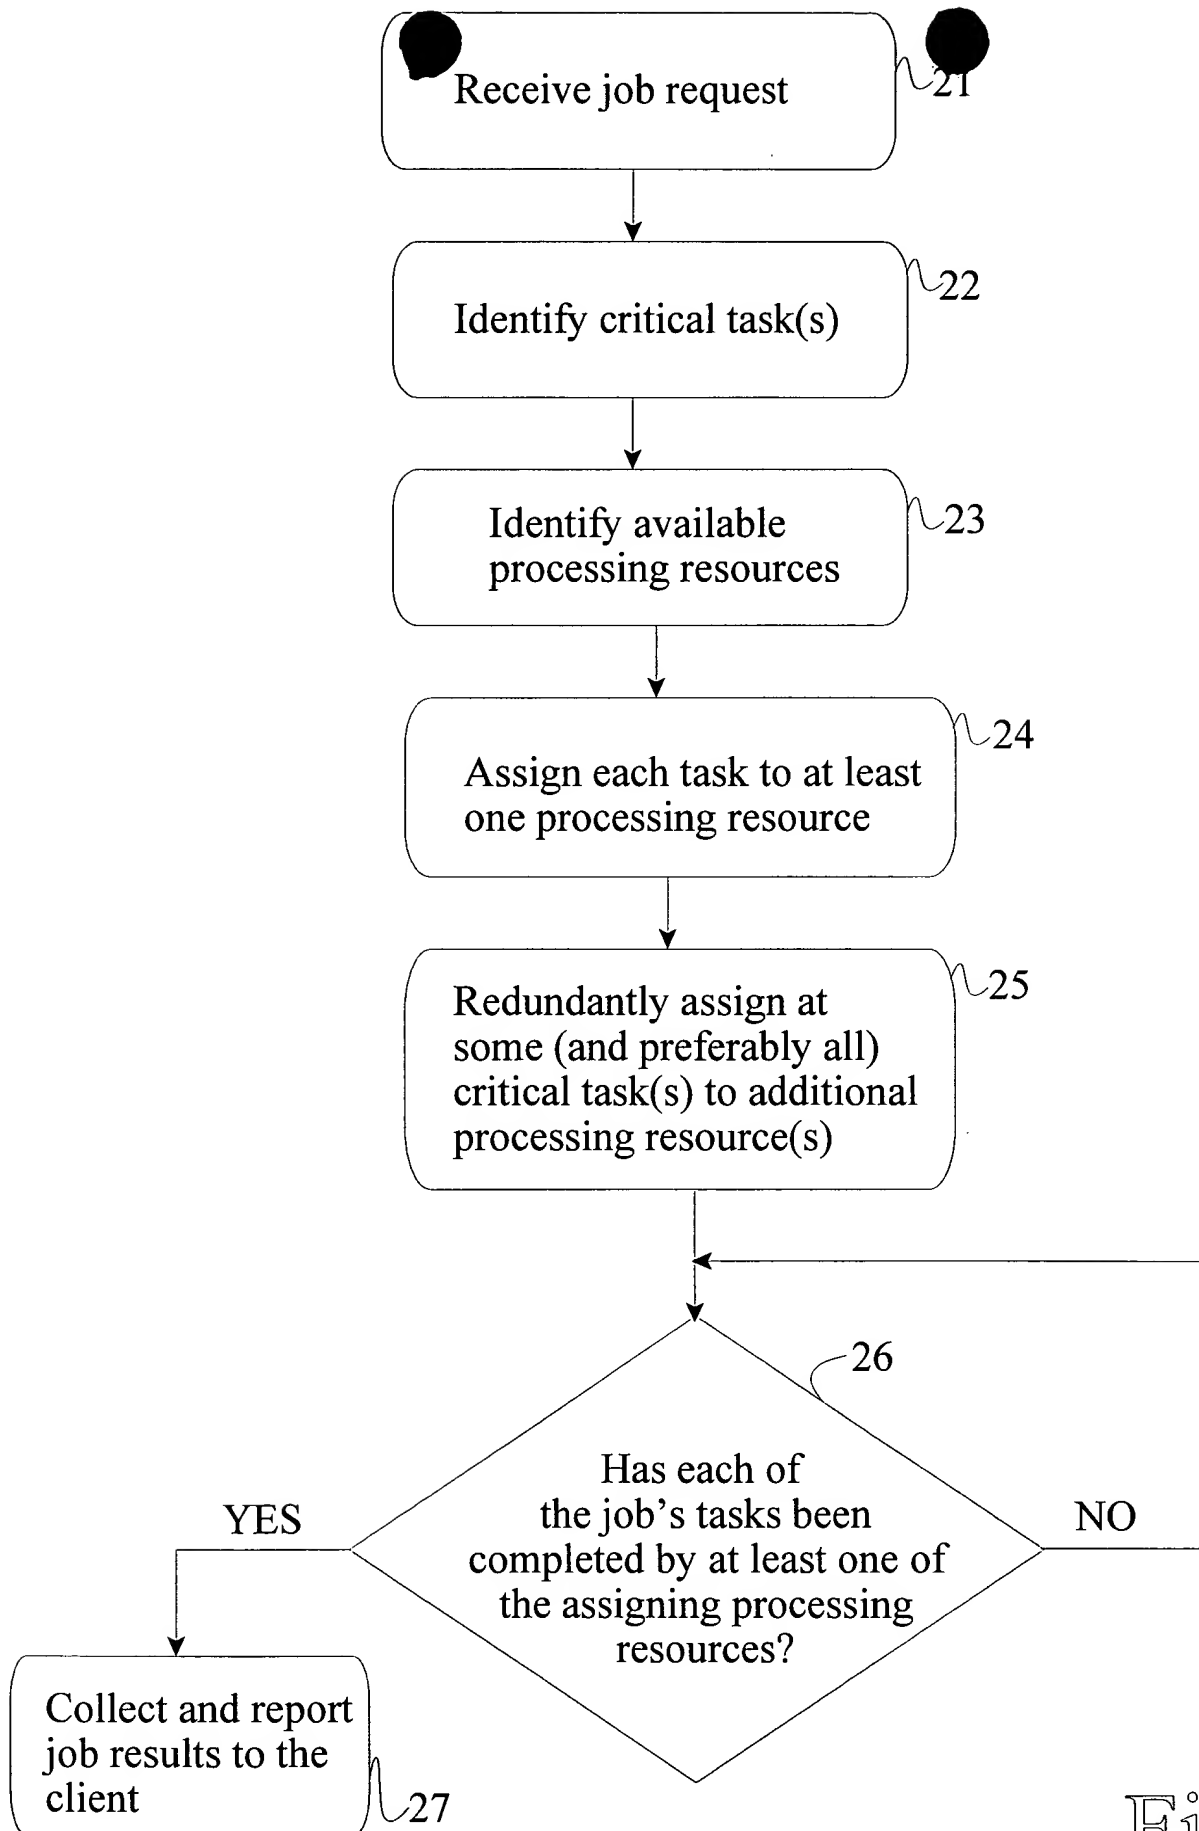 Receive job request
21
Identify critical task(s)
22
Identify available
processing resources
23
Assign each task to at least
one processing resource
24
Redundantly assign at
some (and preferably all)
critical task(s) to additional
processing resource(s)
25
26
Has each of
the job's tasks been
completed by at least one of
the assigning processing
resources?
YES
NO
Collect and report
job results to the
client
27